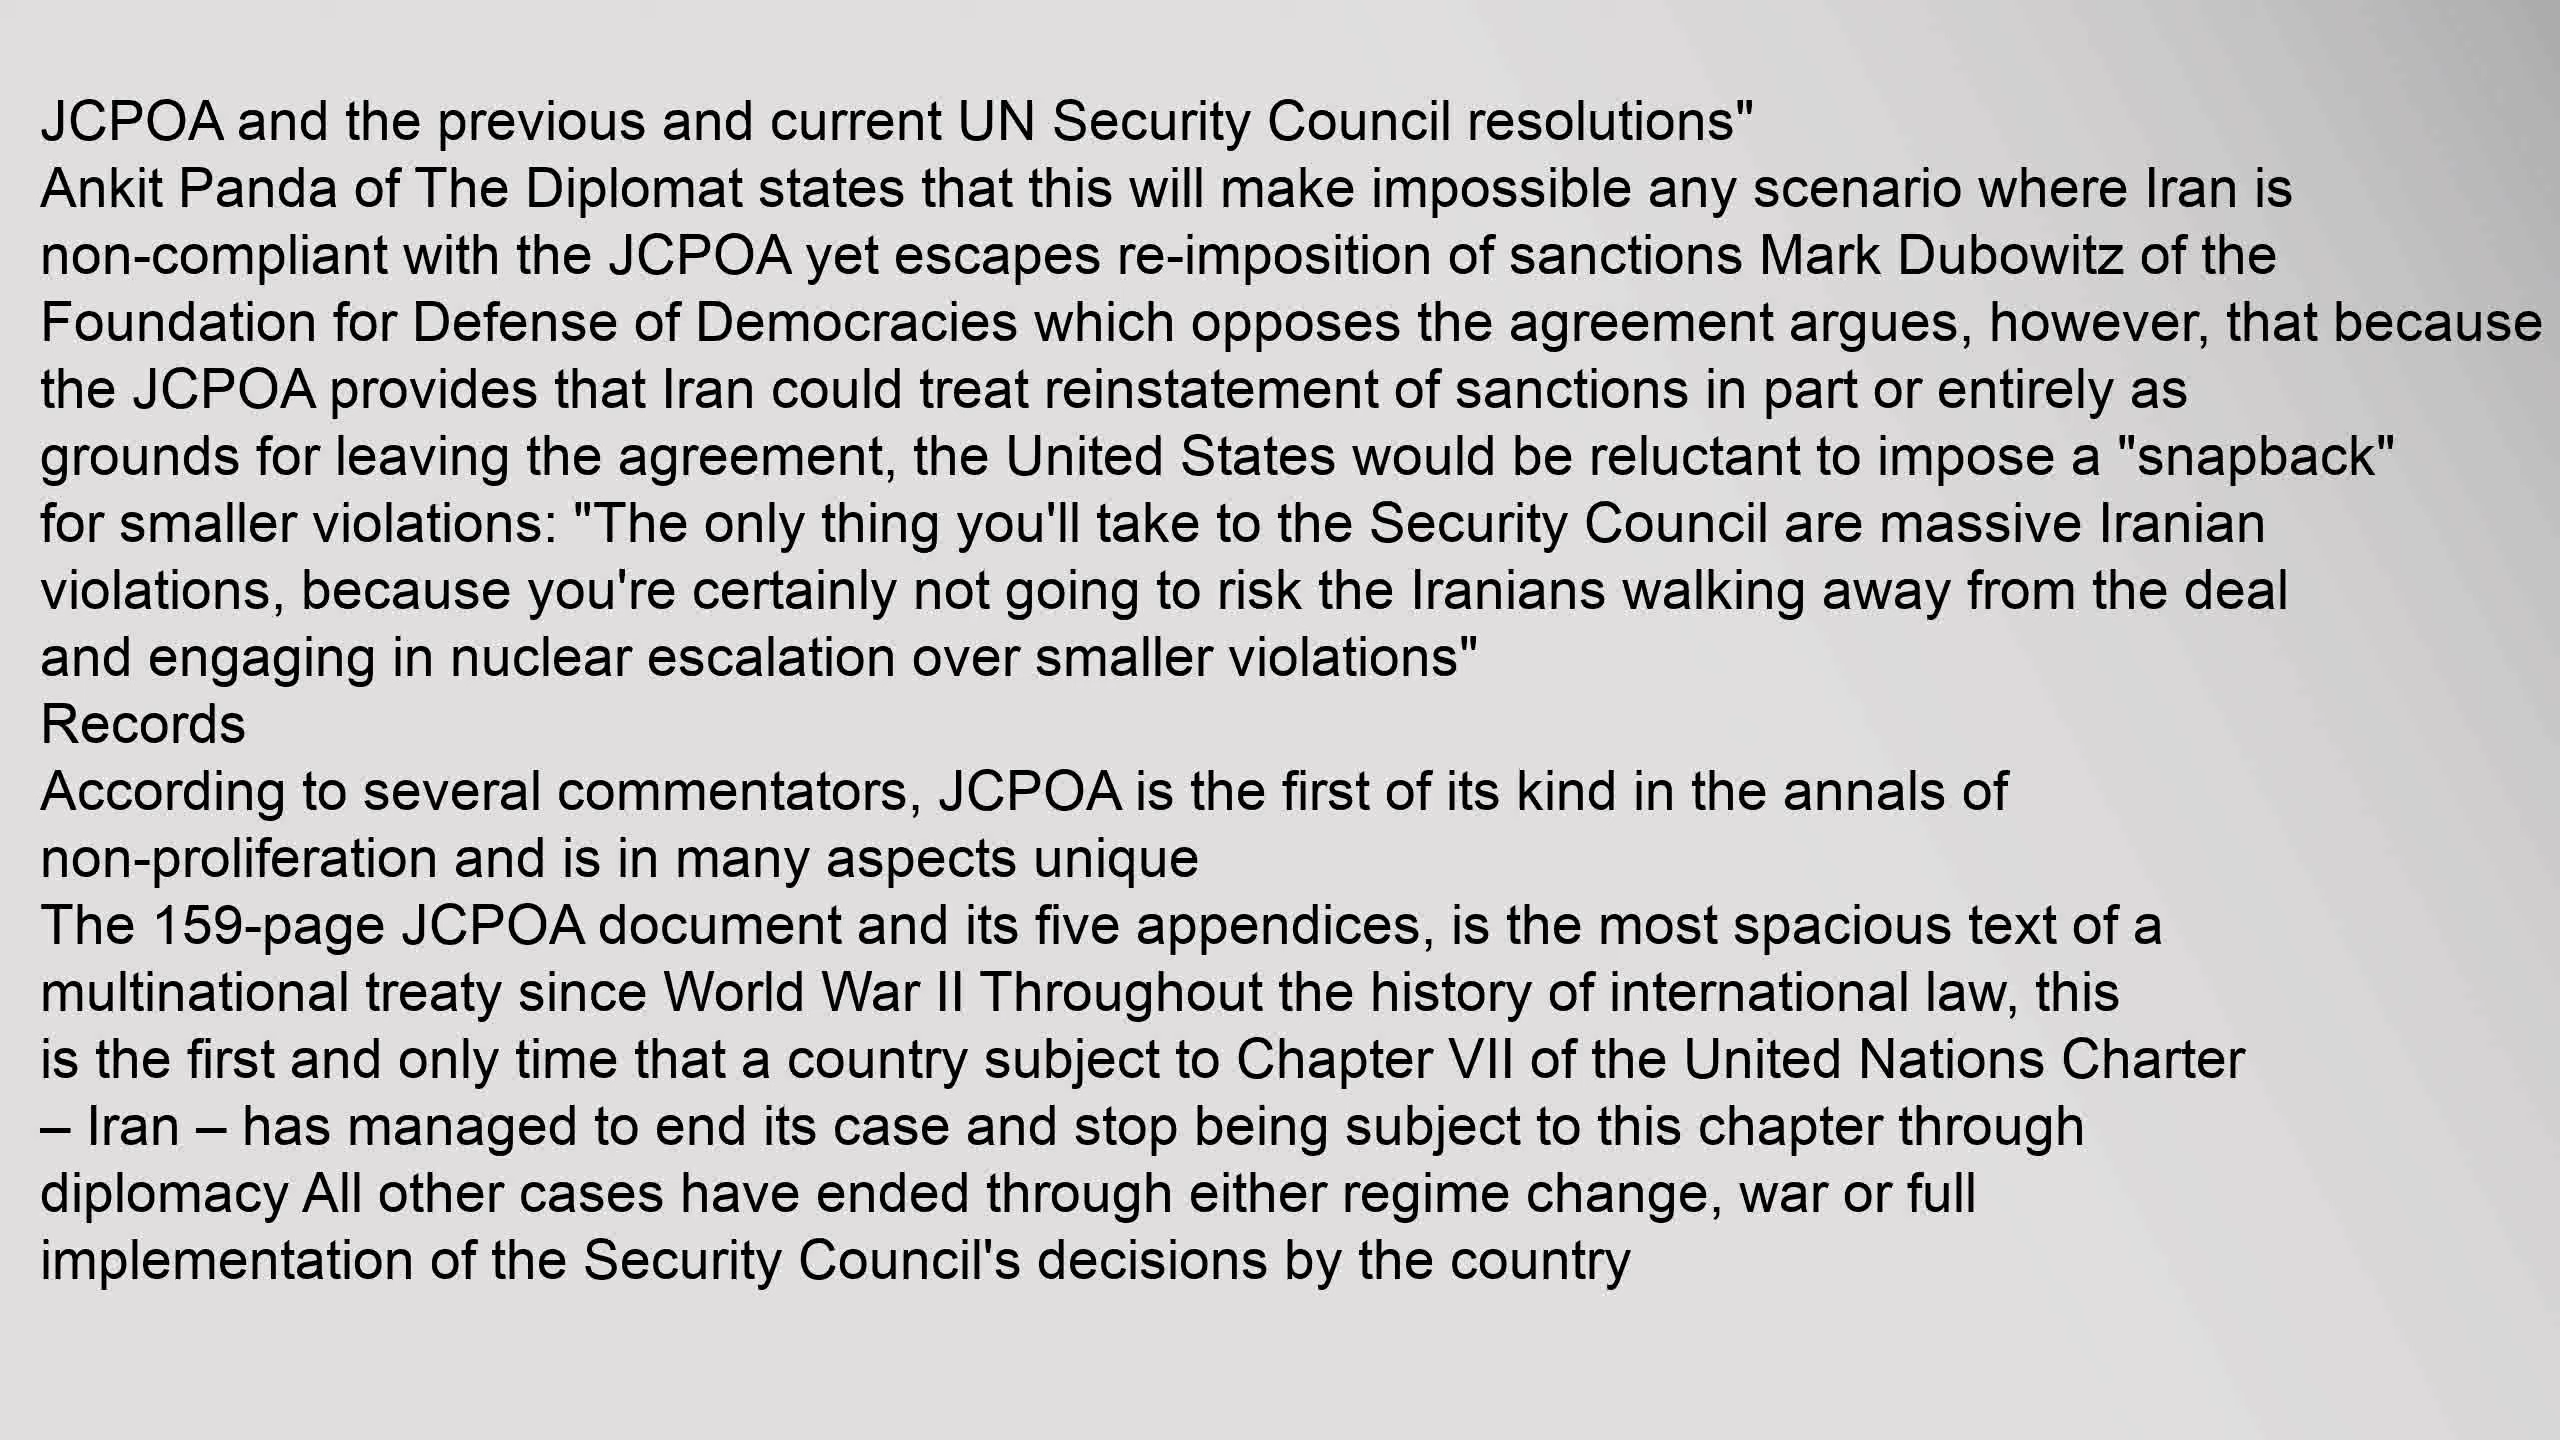 JCPOA and the previous and current UN Security Council resolutions"
Ankit Panda of The Diplomat states that this will make impossible any scenario where Iran is
non-compliant with the JCPOA yet escapes re-imposition of sanctions Mark Dubowitz of the
Foundation for Defense of Democracies which opposes the agreement argues, however, that because
the JCPOA provides that Iran could treat reinstatement of sanctions in part or entirely as
grounds for leaving the agreement, the United States would be reluctant to impose a "snapback"
for smaller violations: "The only thing you'll take to the Security Council are massive Iranian
violations, because you're certainly not going to risk the Iranians walking away from the deal
and engaging in nuclear escalation over smaller violations"
Records
According to several commentators, JCPOA is the first of its kind in the annals of
non-proliferation and is in many aspects unique
The 159-page JCPOA document and its five appendices, is the most spacious text of a
multinational treaty since World War II Throughout the history of international law, this
is the first and only time that a country subject to Chapter VII of the United Nations Charter
– Iran – has managed to end its case and stop being subject to this chapter through
diplomacy All other cases have ended through either regime change, war or full
implementation of the Security Council's decisions by the country